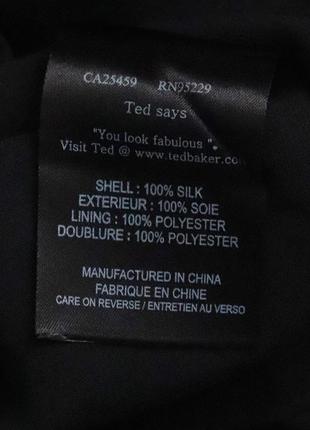 CA25459 RN95229
Ted says
"You look fabulous ".
Visit Ted @ www.tedbaker.co
SHELL : 100% SILK
EXTERIEUR : 100% SOIE
LINING : 100% POLYESTER
DOUBLURE : 100% POLYESTER
MANUFACTURED IN CHINA
FABRIQUE EN CHINE
CARE ON REVERSE / ENTRETIEN AU VERSO